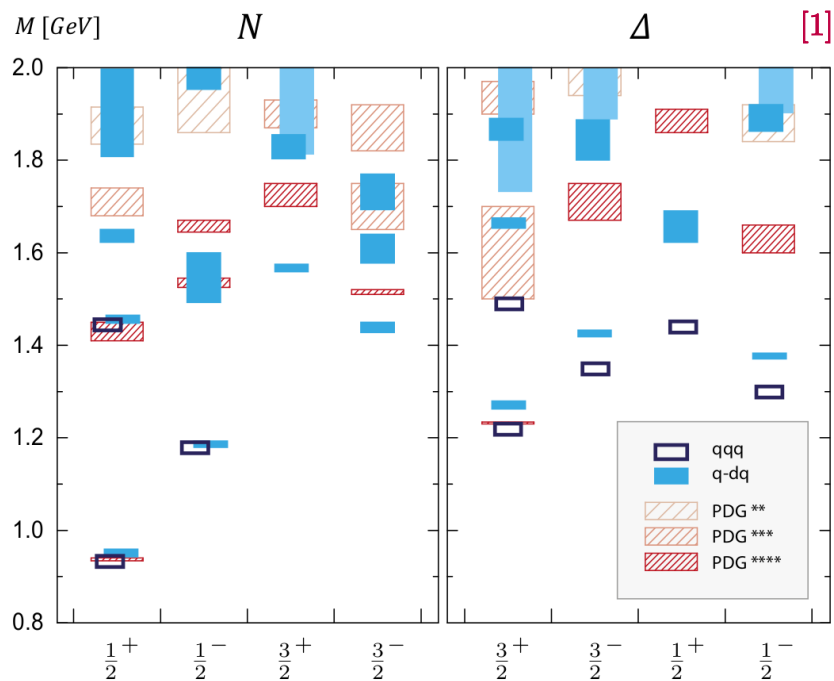 M [GeV] N Δ [1]
2.0
1.8
1.6
1.4
1.2
1.0
0.8
qqq
q-dq
PDG **
PDG ***
PDG ****
1/2+ 1/2− 3/2+ 3/2− 3/2+ 3/2− 1/2+ 1/2−